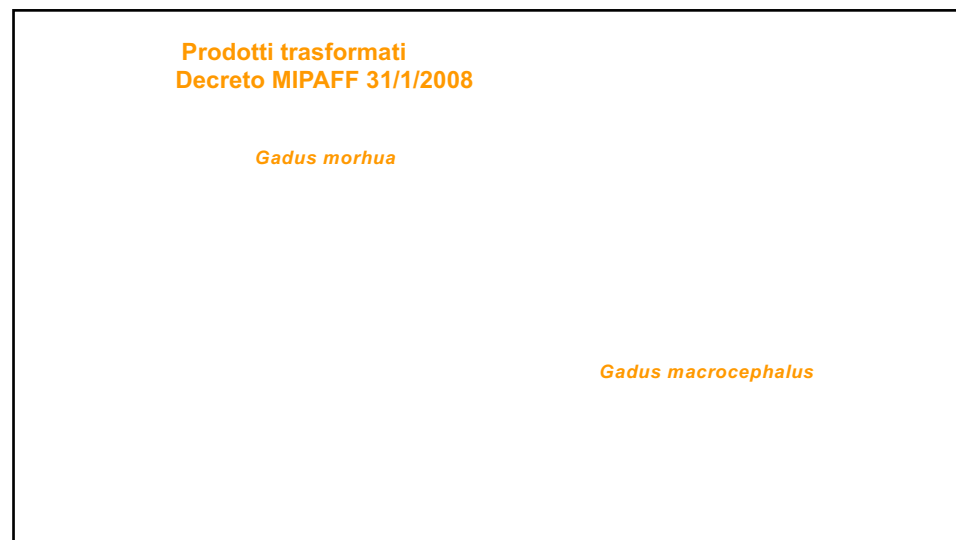 Prodotti trasformati
Decreto MIPAFF 31/1/2008
Gadus morhua
Gadus macrocephalus